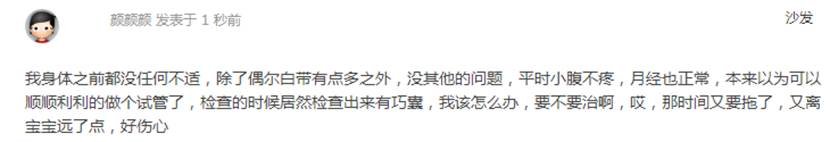 颜颜颜 发表于 1 秒前
沙发
我身体之前都没任何不适，除了偶尔白带有点多之外，没其他的问题，平时小腹不疼，月经也正常，本来以为可以
顺顺利利的做个试管了，检查的时候居然检查出来有巧囊，我该怎么办，要不要治啊，哎，那时间又要拖了，又离
宝宝远了点，好伤心